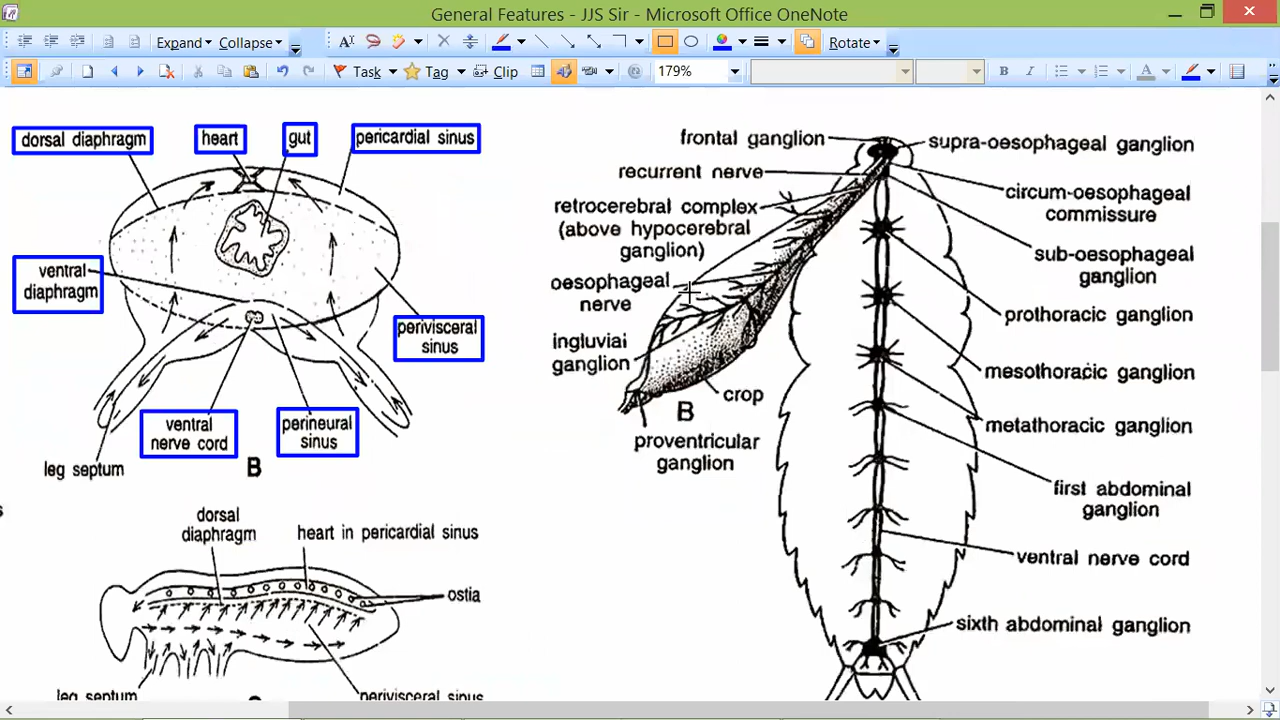 General Features - JJS Sir - Microsoft Office OneNote
Expand Collapse Rotate
Task Tag Clip 179% B I A
dorsal diaphragm
heart
gut
pericardial sinus
ventral
diaphragm
perivisceral
sinus
ventral
nerve cord
perineural
sinus
leg septum
B
dorsal
diaphragm
heart in pericardial sinus
ostia
leg septum
perivisceral sinus
frontal ganglion
recurrent nerve
retrocerebral complex
(above hypocerebral
ganglion)
oesophageal
nerve
ingluvial
ganglion
crop
B
proventricular
ganglion
supra-oesophageal ganglion
circum-oesophageal
commissure
sub-oesophageal
ganglion
prothoracic ganglion
mesothoracic ganglion
metathoracic ganglion
first abdominal
ganglion
ventral nerve cord
sixth abdominal ganglion